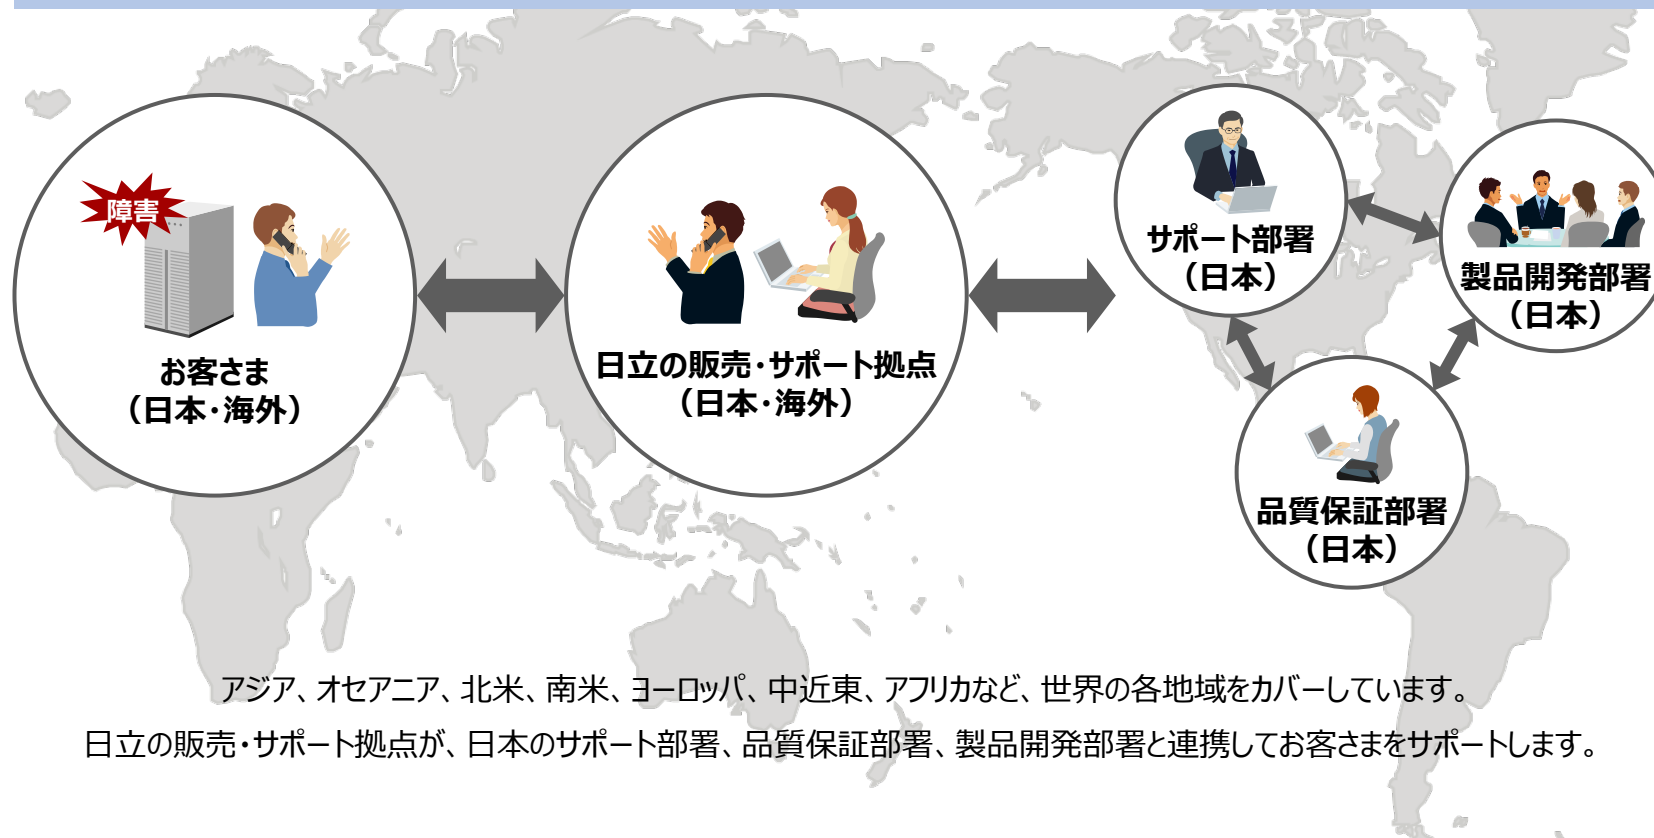 障害
お客さま
（日本・海外）
日立の販売・サポート拠点
（日本・海外）
サポート部署
（日本）
製品開発部署
（日本）
品質保証部署
（日本）
アジア、オセアニア、北米、南米、ヨーロッパ、中近東、アフリカなど、世界の各地域をカバーしています。
日立の販売・サポート拠点が、日本のサポート部署、品質保証部署、製品開発部署と連携してお客さまをサポートします。